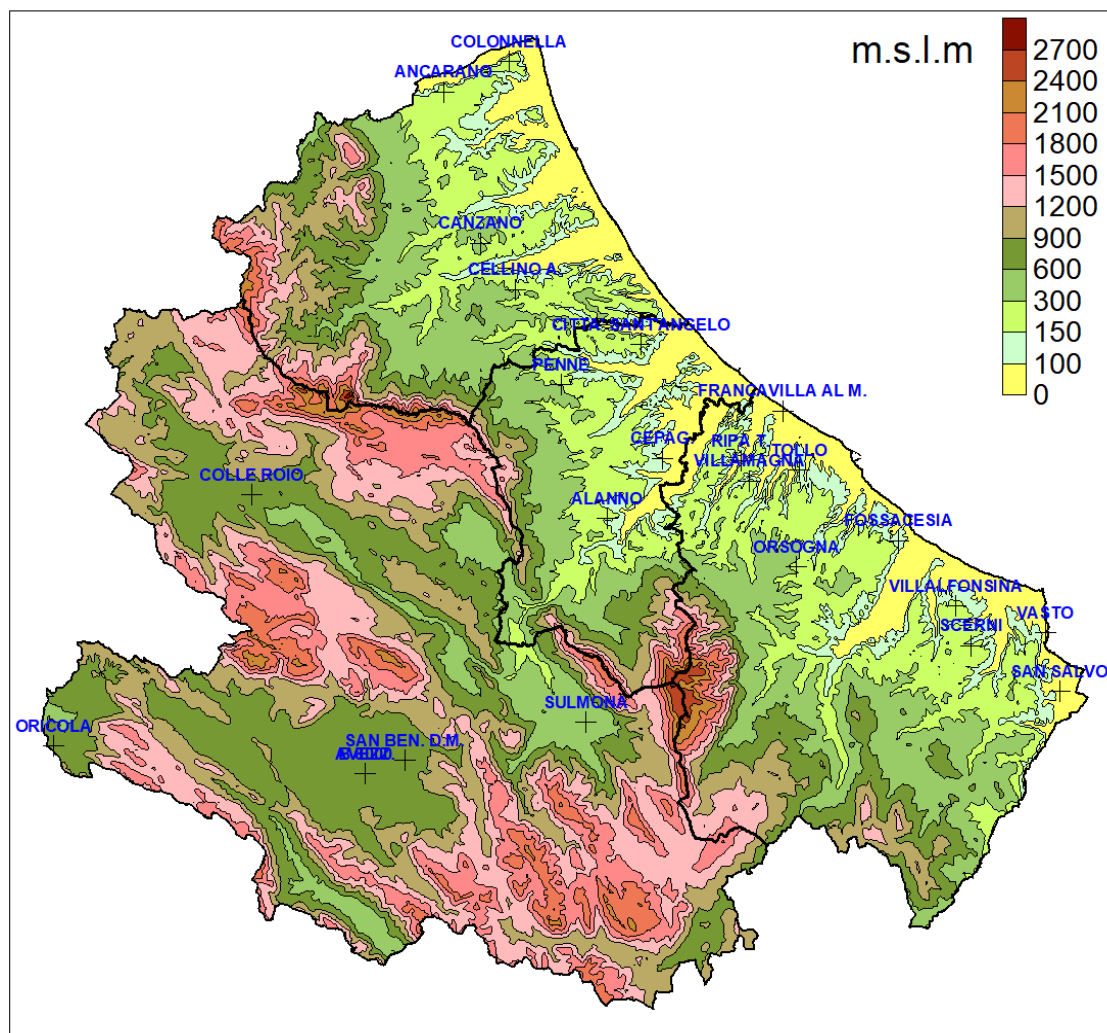 COLONNELLA
m.s.l.m
ANCARANO
2700
2400
2100
1800
1500
1200
900
600
300
150
100
0
CANZANO
CELLINO A.
CITTA' SANT'ANGELO
PENNE
FRANCAVILLA AL M.
CEPAG.
RIPA T.
TOLLO
VILLAMAGNA
COLLE ROIO
ALANNO
FOSSACESIA
ORSOGNA
VILLALFONSINA
VASTO
SCERNI
SAN SALVO
SULMONA
ORICOLA
SAN BEN. D.M.